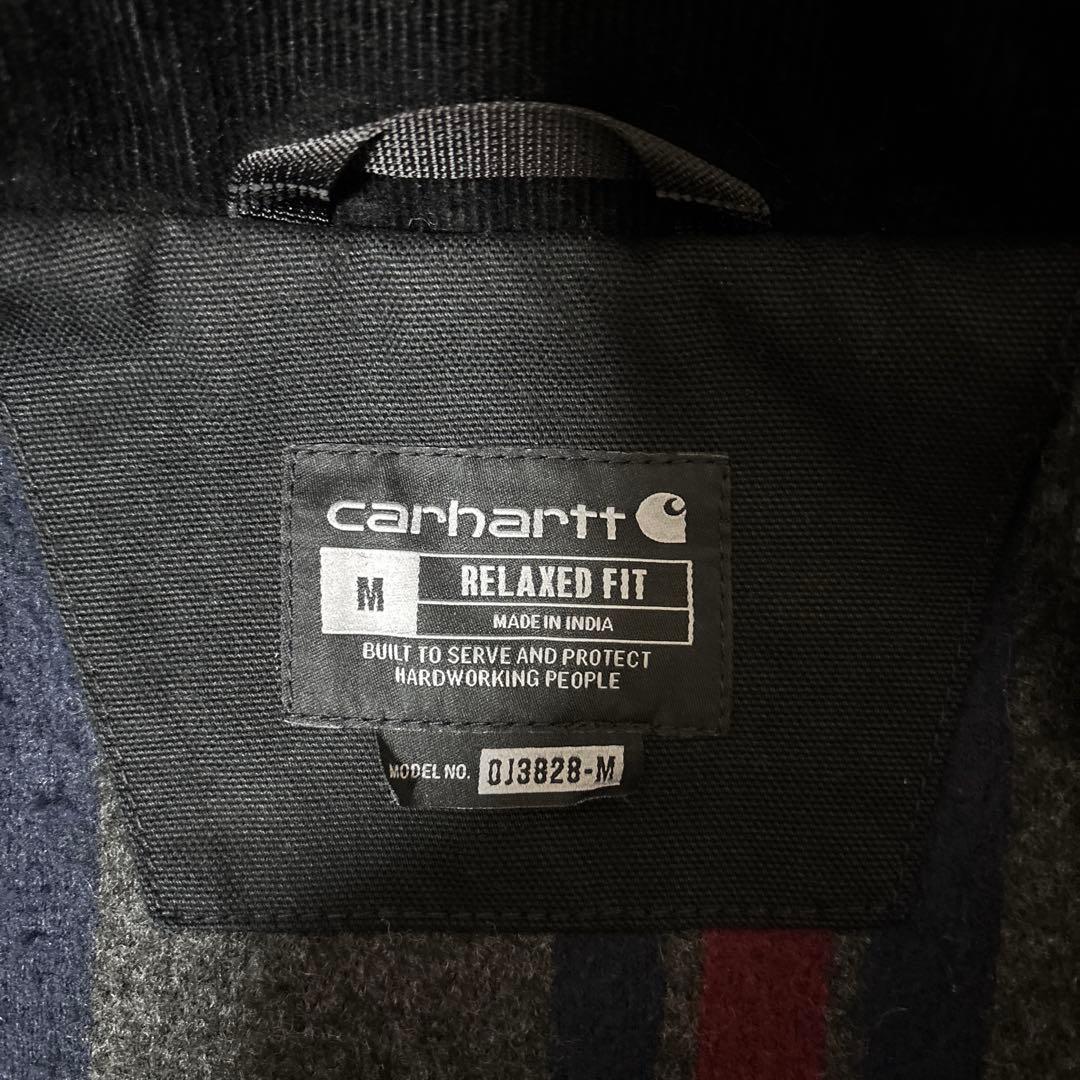 carhartt
M
RELAXED FIT
MADE IN INDIA
BUILT TO SERVE AND PROTECT
HARDWORKING PEOPLE
MODEL NO. OJ3828-M